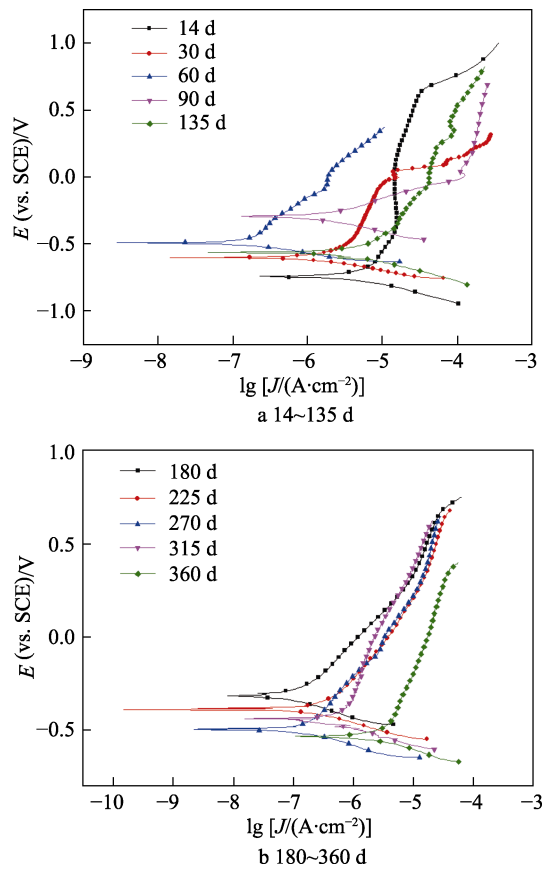 1.0
0.5
0.0
−0.5
−1.0
E (vs. SCE)/V
14 d
30 d
60 d
90 d
135 d
−9 −8 −7 −6 −5 −4 −3
lg [J/(A·cm⁻²)]
a 14~135 d
1.0
0.5
0.0
−0.5
E (vs. SCE)/V
180 d
225 d
270 d
315 d
360 d
−10 −9 −8 −7 −6 −5 −4 −3
lg [J/(A·cm⁻²)]
b 180~360 d